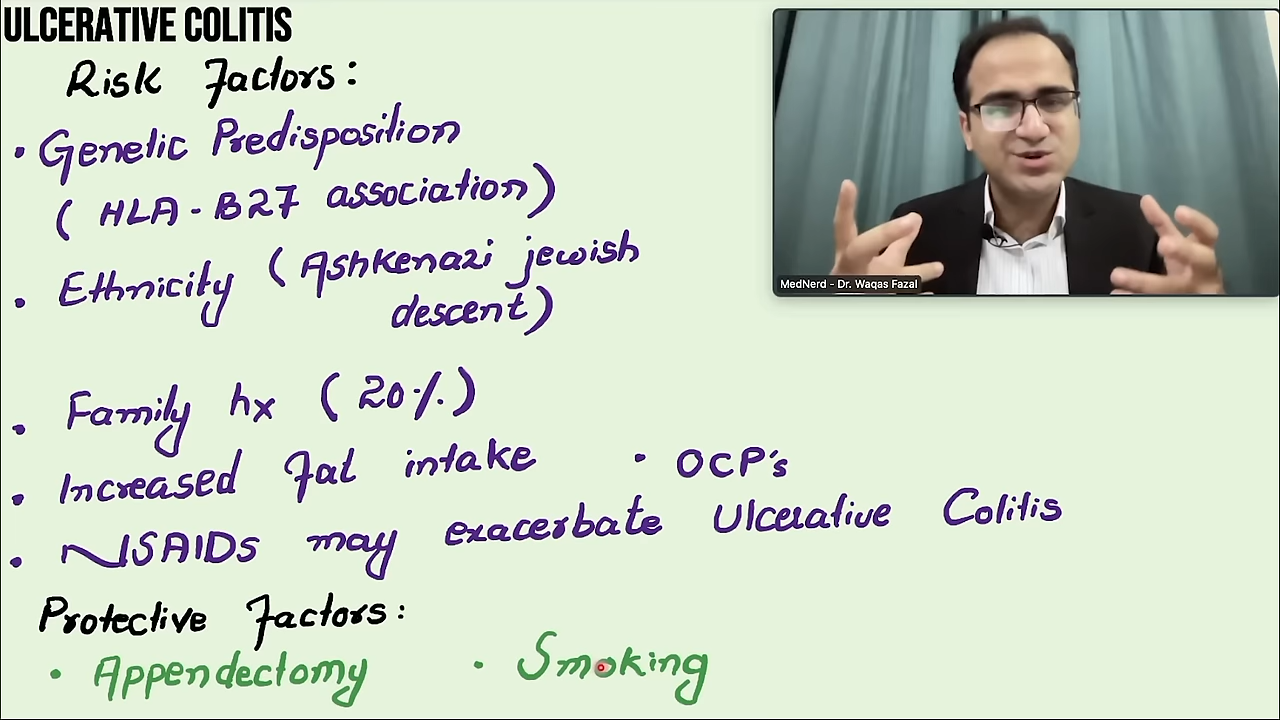 ULCERATIVE COLITIS
Risk Factors:
• Genetic Predisposition
( HLA-B27 association)
• Ethnicity (Ashkenazi jewish
descent)
• Family hx (20%)
• Increased fat intake • OCP's
• NSAIDs may exacerbate Ulcerative Colitis
Protective Factors:
• Appendectomy • Smoking
MedNerd - Dr. Waqas Fazal